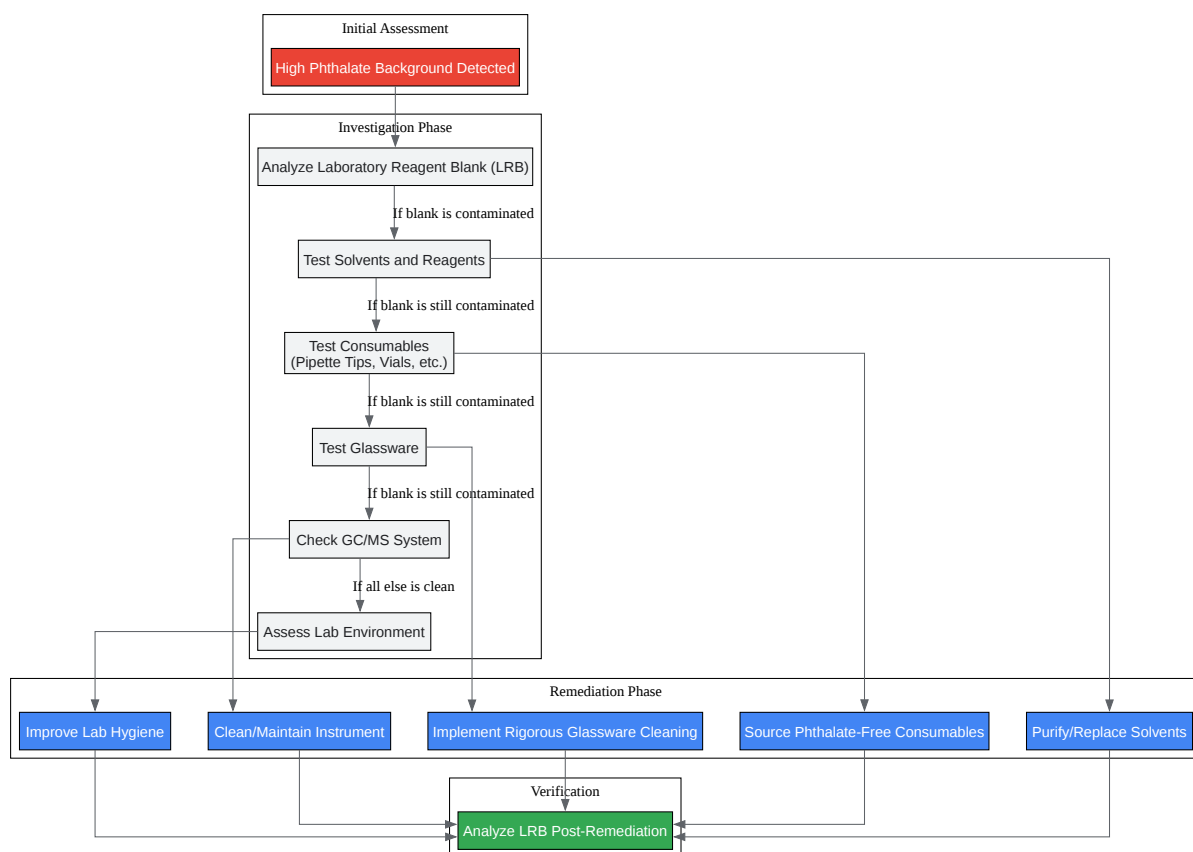 Initial Assessment
High Phthalate Background Detected
Investigation Phase
Analyze Laboratory Reagent Blank (LRB)
If blank is contaminated
Test Solvents and Reagents
If blank is still contaminated
Test Consumables
(Pipette Tips, Vials, etc.)
If blank is still contaminated
Test Glassware
If blank is still contaminated
Check GC/MS System
If all else is clean
Assess Lab Environment
Remediation Phase
Improve Lab Hygiene
Clean/Maintain Instrument
Implement Rigorous Glassware Cleaning
Source Phthalate-Free Consumables
Purify/Replace Solvents
Verification
Analyze LRB Post-Remediation